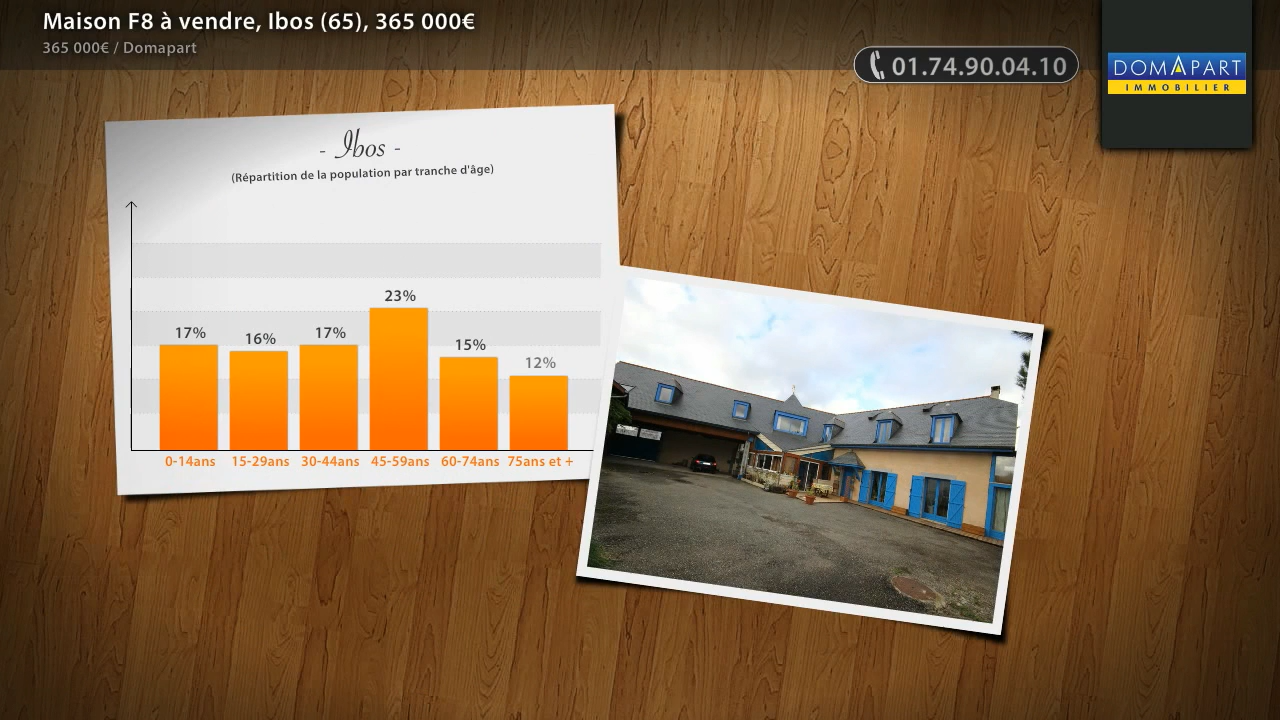 Maison F8 à vendre, Ibos (65), 365 000€
365 000€ / Domapart
01.74.90.04.10
DOMAPART
IMMOBILIER
- Ibos -
(Répartition de la population par tranche d'âge)
23%
17%
16%
17%
15%
12%
0-14ans 15-29ans 30-44ans 45-59ans 60-74ans 75ans et +